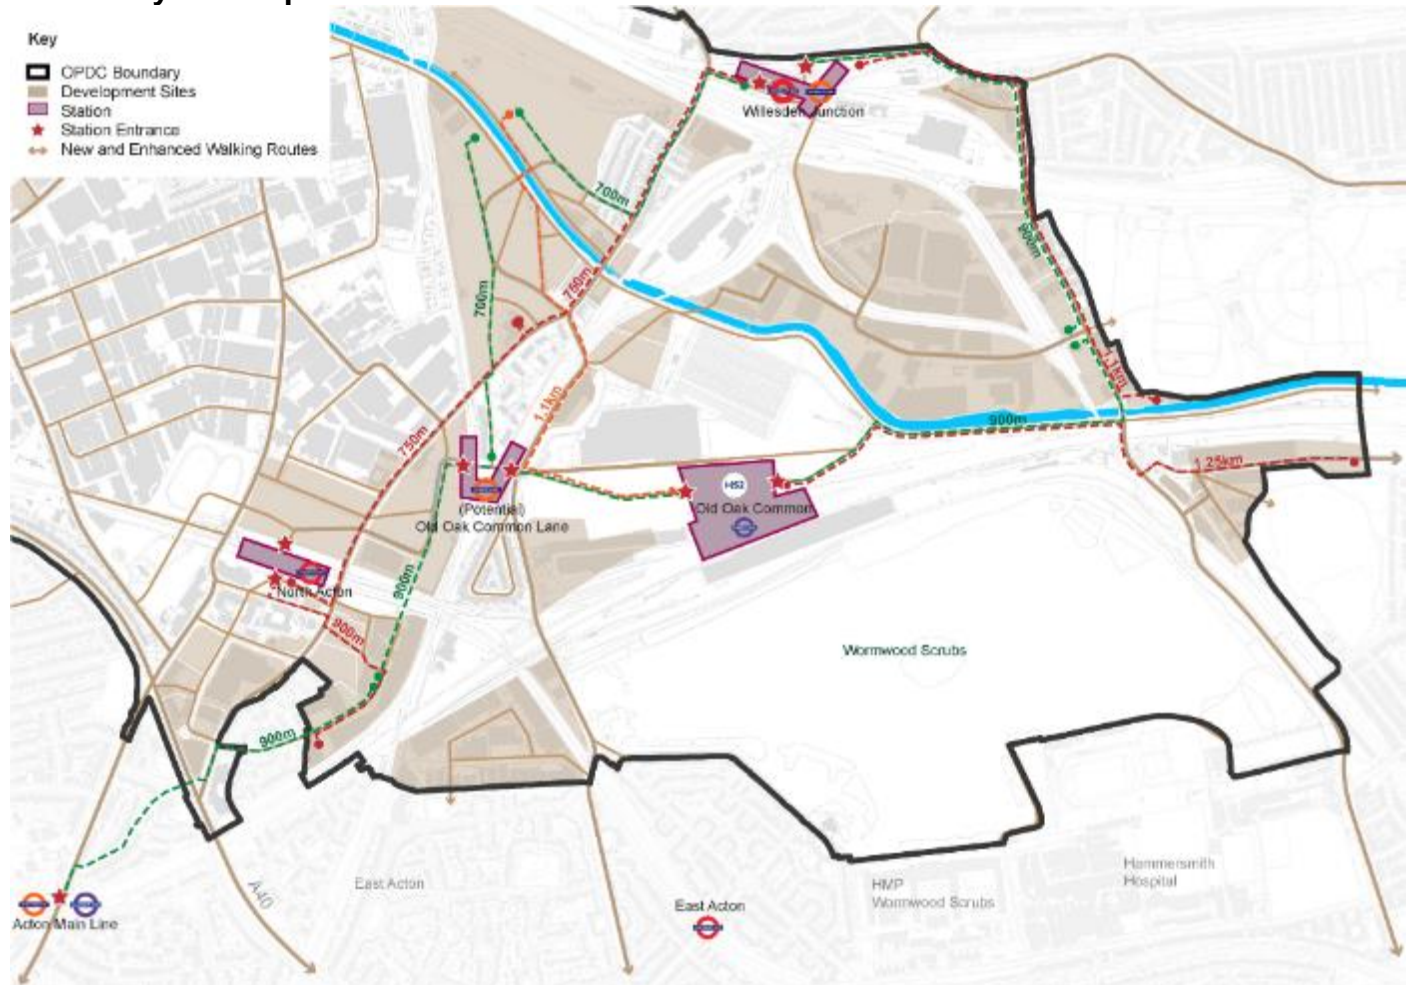 Key
OPDC Boundary
Development Sites
Station
Station Entrance
New and Enhanced Walking Routes
Willesden Junction
700m
900m
700m
750m
1.1km
1.1km
900m
750m
1.25km
HS2
(Potential)
Old Oak Common Lane
Old Oak Common
North Acton
900m
900m
Wormwood Scrubs
900m
A40
East Acton
Acton Main Line
East Acton
HMP
Wormwood Scrubs
Hammersmith
Hospital